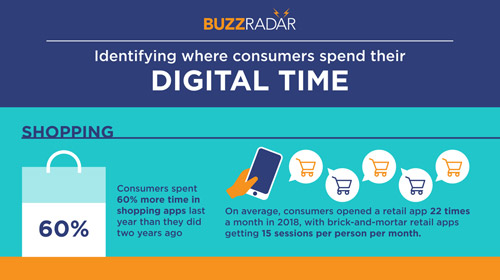 BUZZRADAR
Identifying where consumers spend their
DIGITAL TIME
SHOPPING
60%
Consumers spent
60% more time in
shopping apps last
year than they did
two years ago
On average, consumers opened a retail app 22 times
a month in 2018, with brick-and-mortar retail apps
getting 15 sessions per person per month.